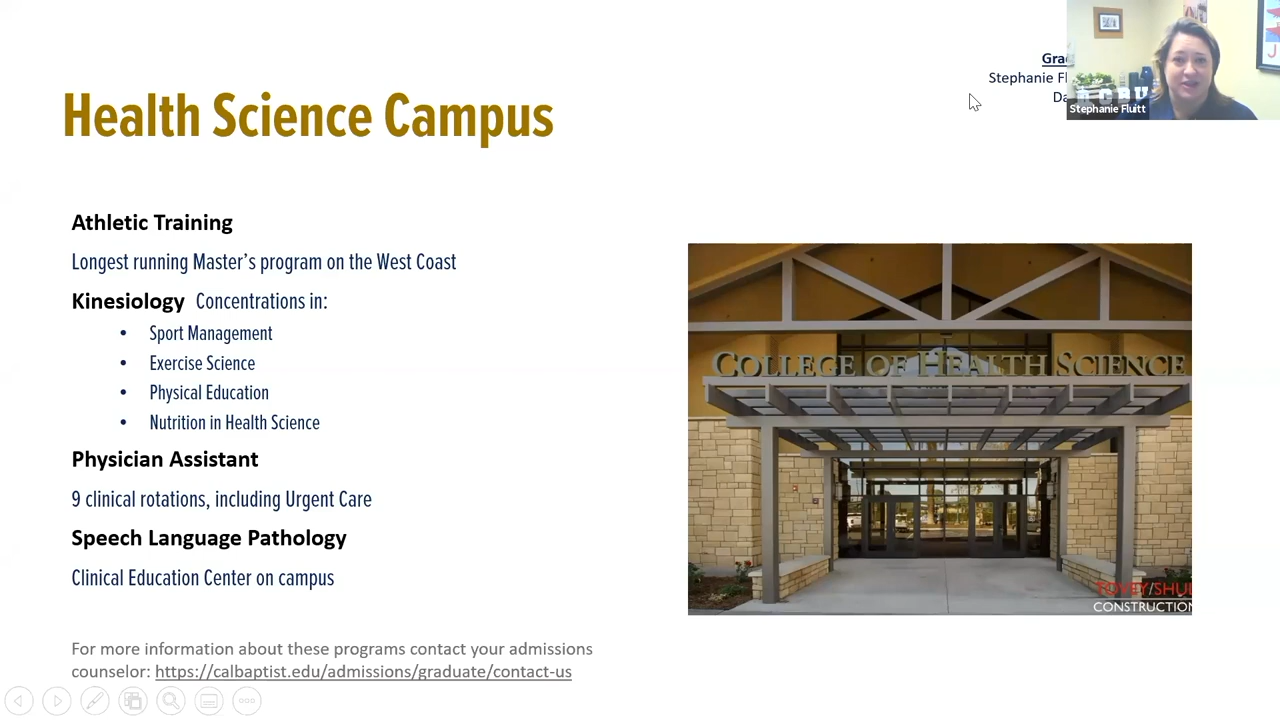 Health Science Campus
Stephanie
Stephanie Fluitt
Athletic Training
Longest running Master’s program on the West Coast
Kinesiology Concentrations in:
• Sport Management
• Exercise Science
• Physical Education
• Nutrition in Health Science
Physician Assistant
9 clinical rotations, including Urgent Care
Speech Language Pathology
Clinical Education Center on campus
For more information about these programs contact your admissions
counselor: https://calbaptist.edu/admissions/graduate/contact-us
COLLEGE OF HEALTH SCIENCE
CONSTRUCTION